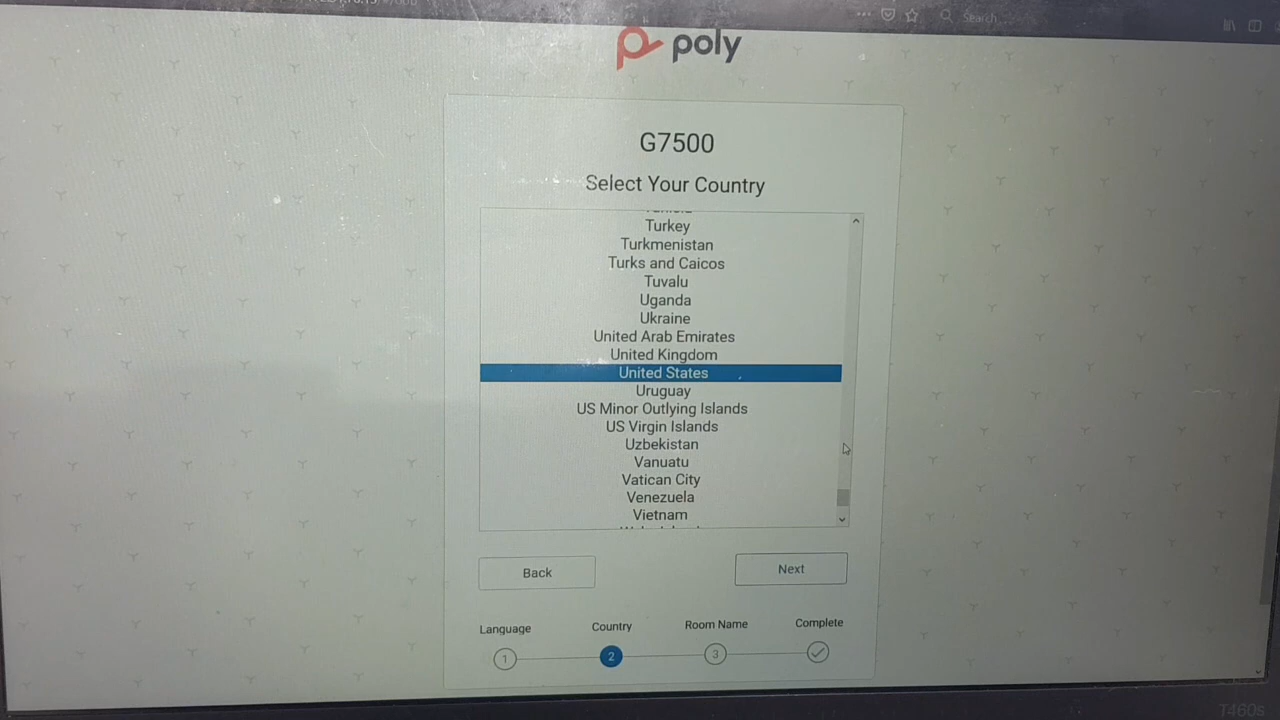 Search
poly
G7500
Select Your Country
Turkey
Turkmenistan
Turks and Caicos
Tuvalu
Uganda
Ukraine
United Arab Emirates
United Kingdom
United States
Uruguay
US Minor Outlying Islands
US Virgin Islands
Uzbekistan
Vanuatu
Vatican City
Venezuela
Vietnam
Back
Next
Language
Country
Room Name
Complete
1
2
3
T460s